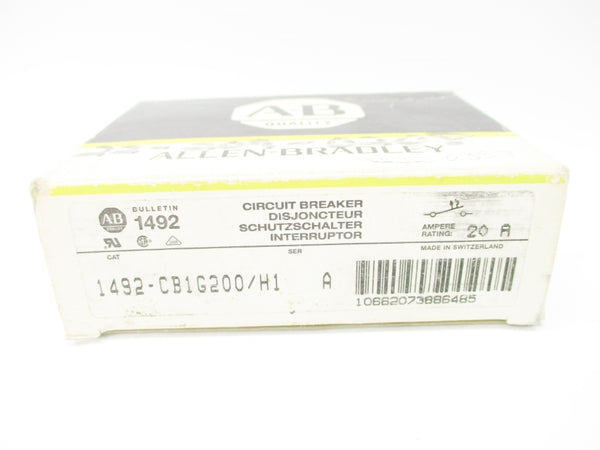 AB
QUALITY
ALLEN-BRADLEY
BULLETIN
AB 1492
CIRCUIT BREAKER
DISJONCTEUR
SCHUTZSCHALTER
INTERRUPTOR
AMPERE
RATING: 20 A
MADE IN SWITZERLAND
CAT SER
1492-CB1G200/H1 A
10662073886485